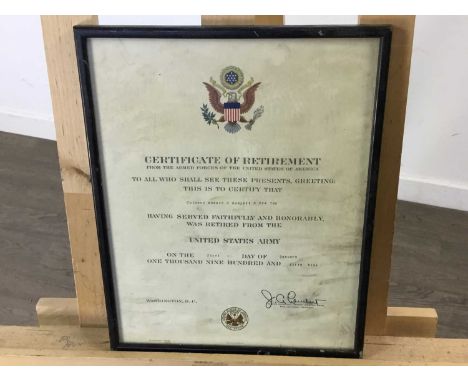 CERTIFICATE OF RETIREMENT
FROM THE ARMED FORCES OF THE UNITED STATES OF AMERICA
TO ALL WHO SHALL SEE THESE PRESENTS, GREETING:
THIS IS TO CERTIFY THAT
Colonel Robert
HAVING SERVED FAITHFULLY AND HONORABLY,
WAS RETIRED FROM THE
UNITED STATES ARMY
ON THE DAY OF
ONE THOUSAND NINE HUNDRED AND
WASHINGTON, D. C.